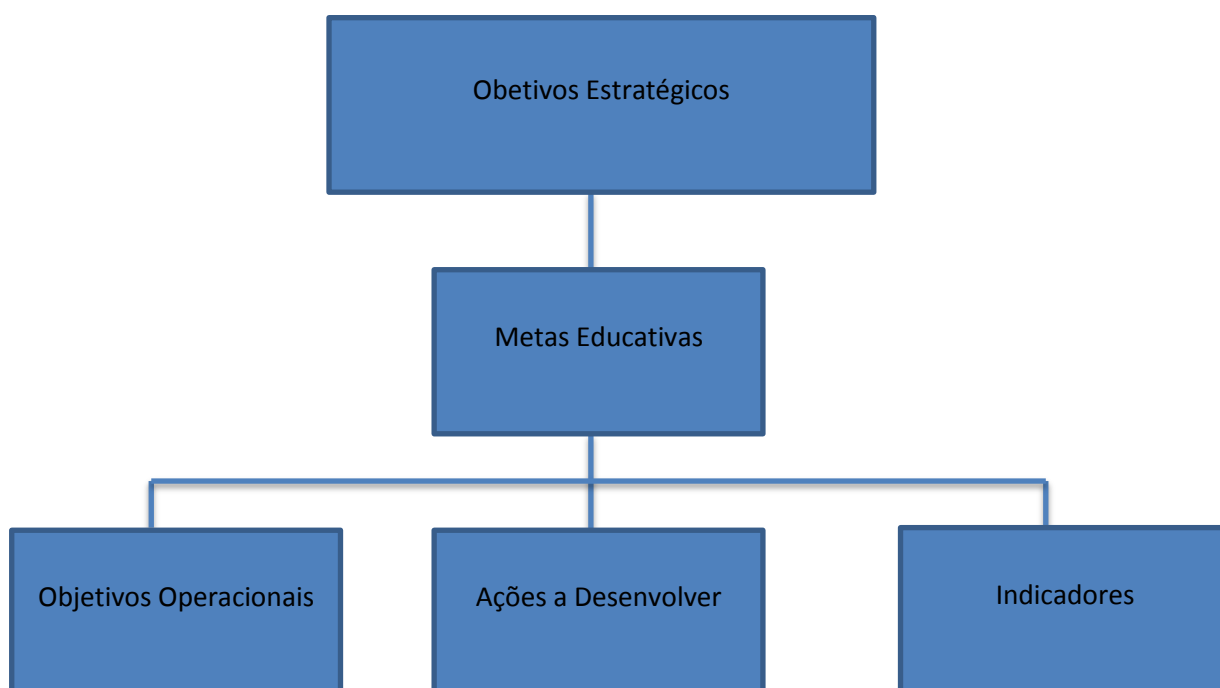 Obetivos Estratégicos
Metas Educativas
Objetivos Operacionais
Ações a Desenvolver
Indicadores